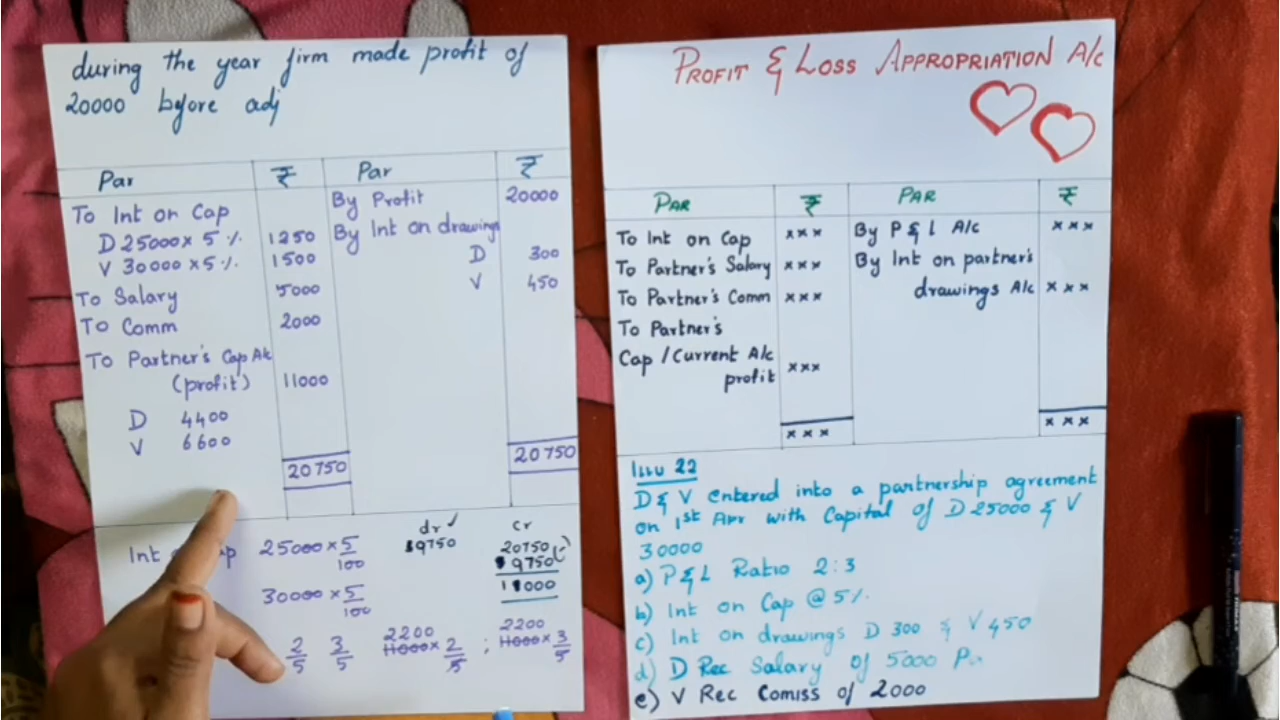 during the year firm made profit of
20000 before adj
Par ₹ Par ₹
To Int on Cap By Profit 20000
D 25000 x 5 % 1250 By Int on drawings
V 30000 x 5 % 1500 D 300
To Salary 5000 V 450
To Comm 2000
To Partner's Cap A/c
(profit) 11000
D 4400
V 6600
20750 20750
dr ✓ cr
Int 25000 x 5/100 9750 20750 (-)
9750
11000
30000 x 5/100
2/5 3/5 2200 11000 x 2/5 ; 2200 11000 x 3/5
PROFIT & LOSS APPROPRIATION A/c
PAR ₹ PAR ₹
To Int on Cap xxx By P & L A/c xxx
To Partner's Salary xxx By Int on partner's
To Partner's Comm xxx drawings A/c xxx
To Partner's
Cap / Current A/c
profit xxx
xxx xxx
Illu 22
D & V entered into a partnership agreement
on 1st Apr with Capital of D 25000 & V
30000
a) P & L Ratio 2:3
b) Int on Cap @ 5%
c) Int on drawings D 300 & V 450
d) D Rec Salary of 5000 Pa
e) V Rec Comiss of 2000